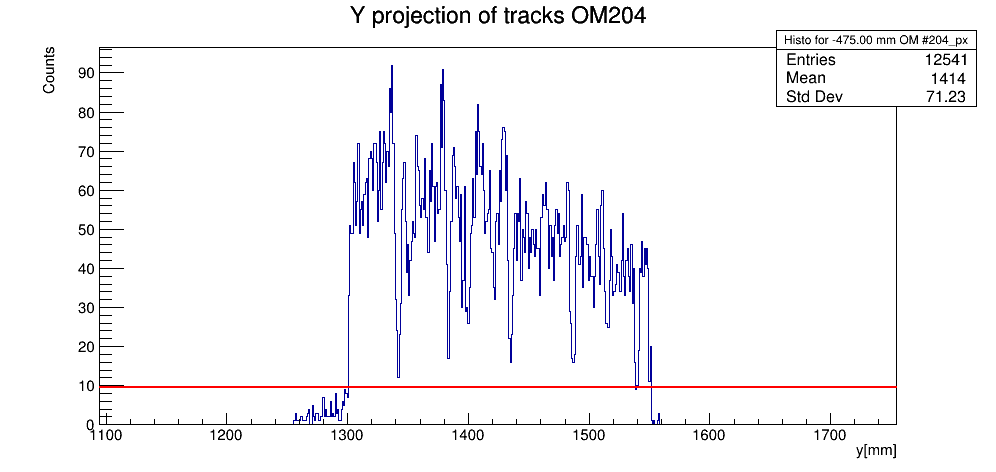 Y projection of tracks OM204
Histo for -475.00 mm OM #204_px
Entries 12541
Mean 1414
Std Dev 71.23
Counts
90
80
70
60
50
40
30
20
10
0
1100 1200 1300 1400 1500 1600 1700
y[mm]